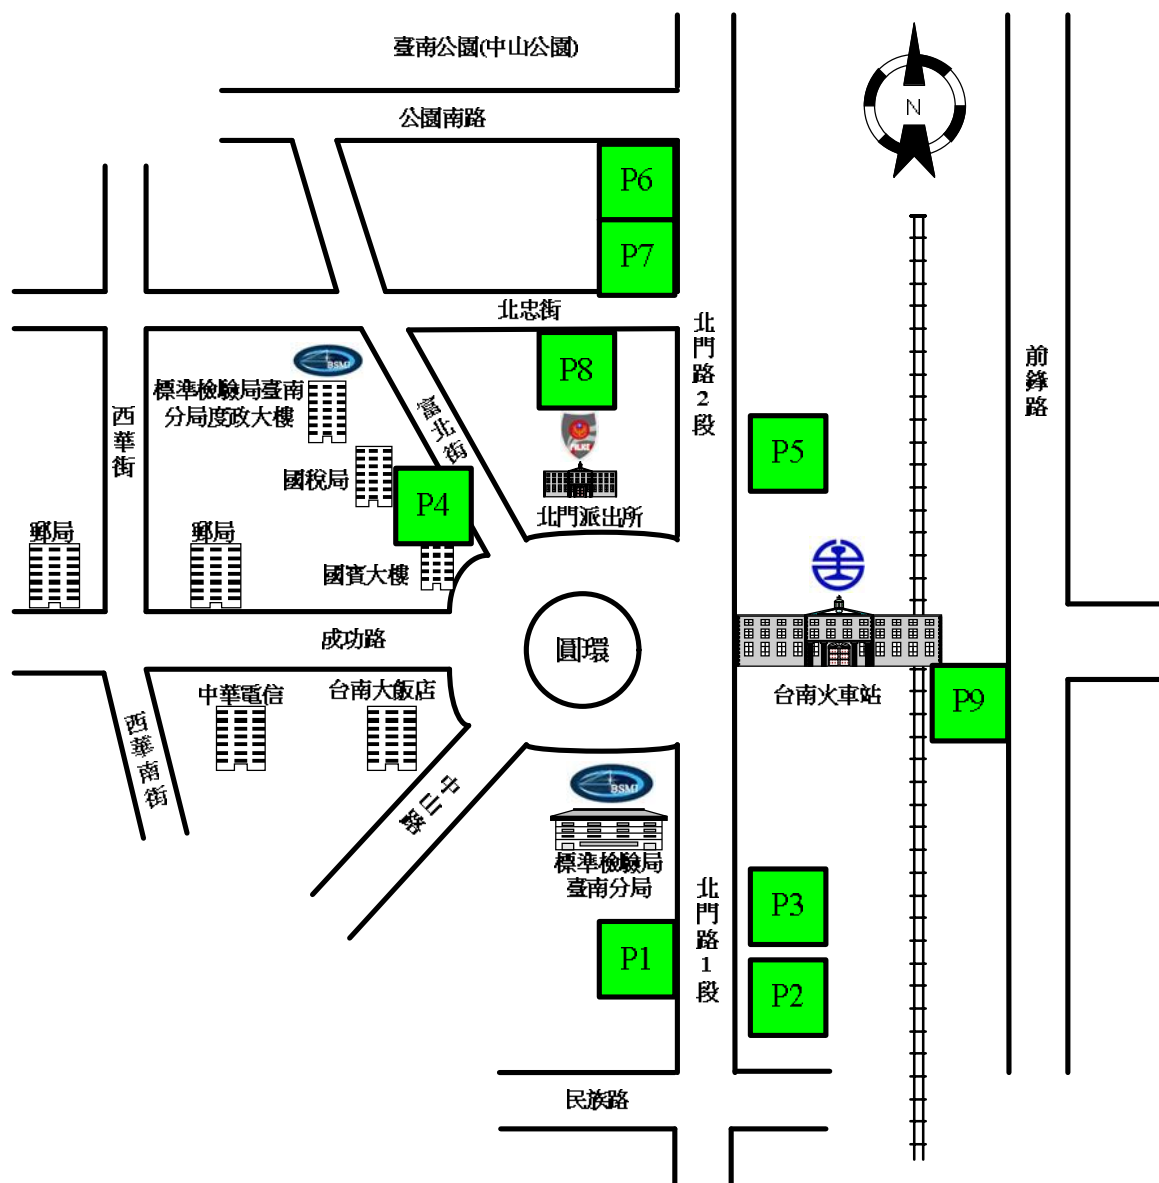 臺南公園(中山公園)
N
公園南路
P6
P7
北忠街
北門路2段
前鋒路
BSMI
標準檢驗局臺南
分局度政大樓
西華街
富北街
P8
POLICE
北門派出所
P5
國稅局
P4
郵局
郵局
國賓大樓
成功路
圓環
台南火車站
P9
中華電信
台南大飯店
西華南街
中山路
BSMI
標準檢驗局
臺南分局
北門路1段
P3
P1
P2
民族路